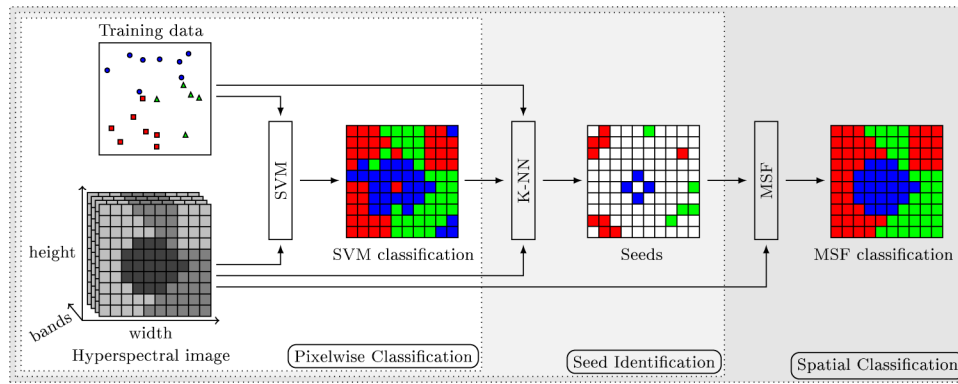 Training data
SVM
K-NN
MSF
height
SVM classification
Seeds
MSF classification
bands
width
Hyperspectral image
Pixelwise Classification
Seed Identification
Spatial Classification